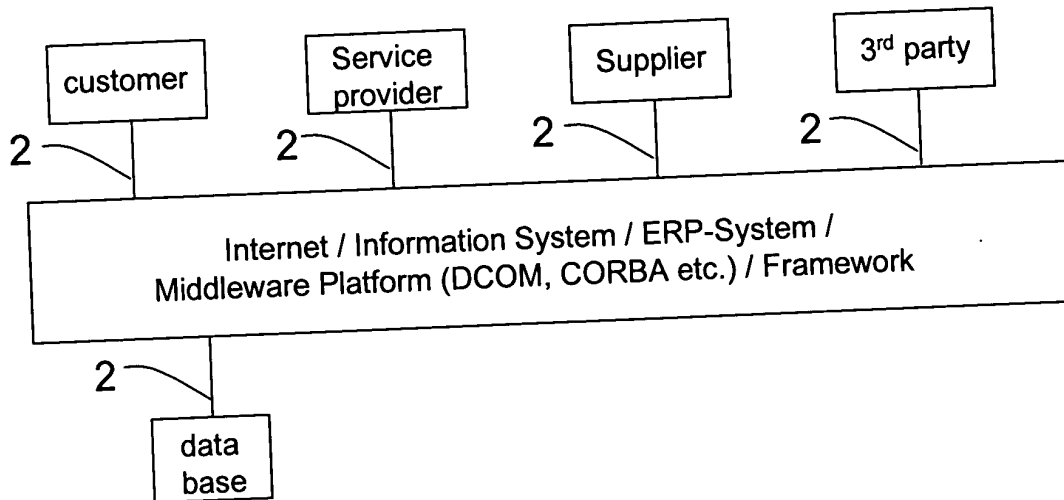 customer
Service
provider
Supplier
3rd party
2
2
2
2
Internet / Information System / ERP-System /
Middleware Platform (DCOM, CORBA etc.) / Framework
2
data
base